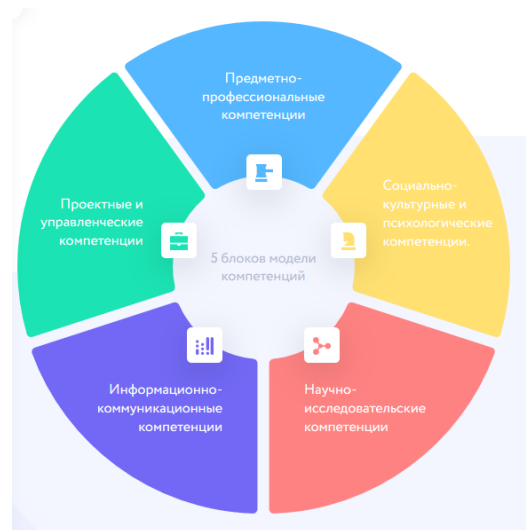 Предметно-
профессиональные
компетенции
Социально-
культурные и
психологические
компетенции.
Проектные и
управленческие
компетенции
5 блоков модели
компетенций
Информационно-
коммуникационные
компетенции
Научно-
исследовательские
компетенции